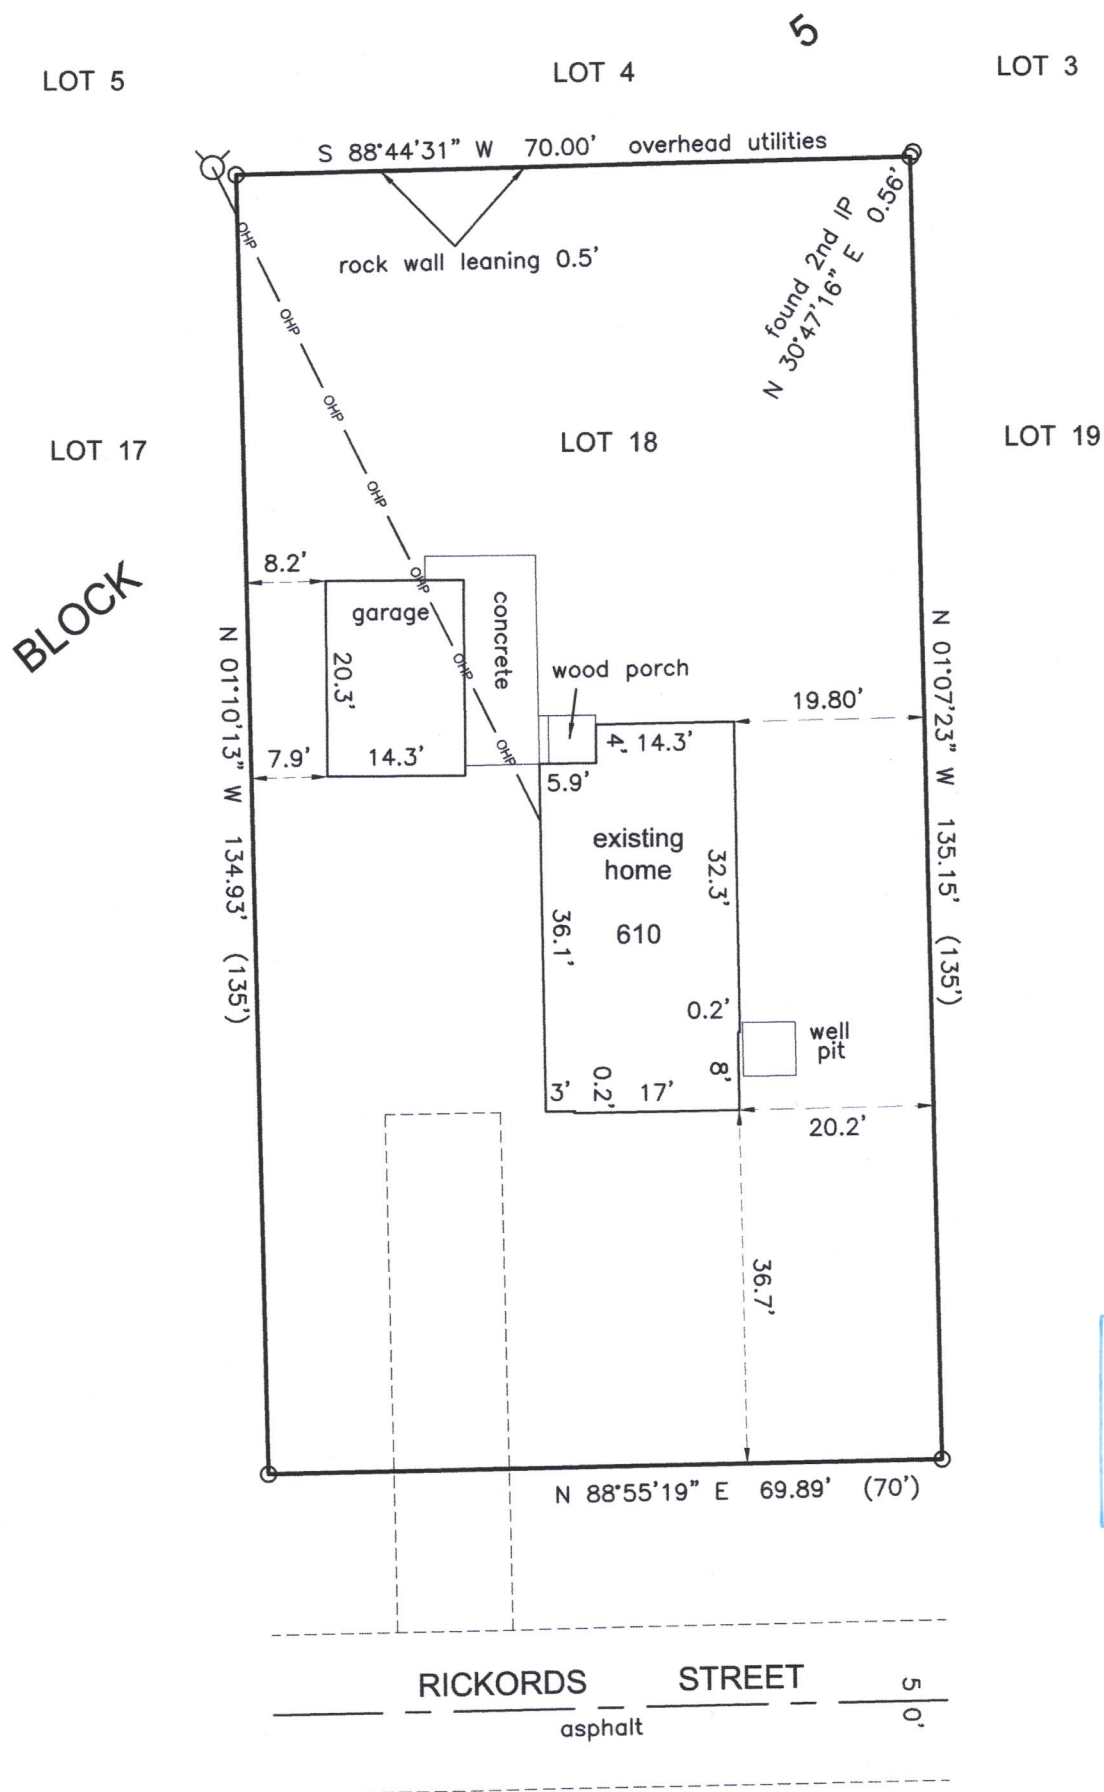 5
LOT 5
LOT 4
LOT 3
S 88°44'31" W 70.00' overhead utilities
rock wall leaning 0.5'
found 2nd IP
N 30°47'16" E 0.56'
OHP
OHP
OHP
OHP
OHP
OHP
OHP
LOT 17
LOT 18
LOT 19
BLOCK
8.2'
garage
concrete
20.3'
wood porch
19.80'
7.9'
14.3'
4'
14.3'
5.9'
N 01°10'13" W 134.93' (135')
N 01°07'23" W 135.15' (135')
existing
home
32.3'
36.1'
610
0.2'
well
pit
8'
3'
0.2'
17'
20.2'
36.7'
N 88°55'19" E 69.89' (70')
RICKORDS STREET
50'
asphalt